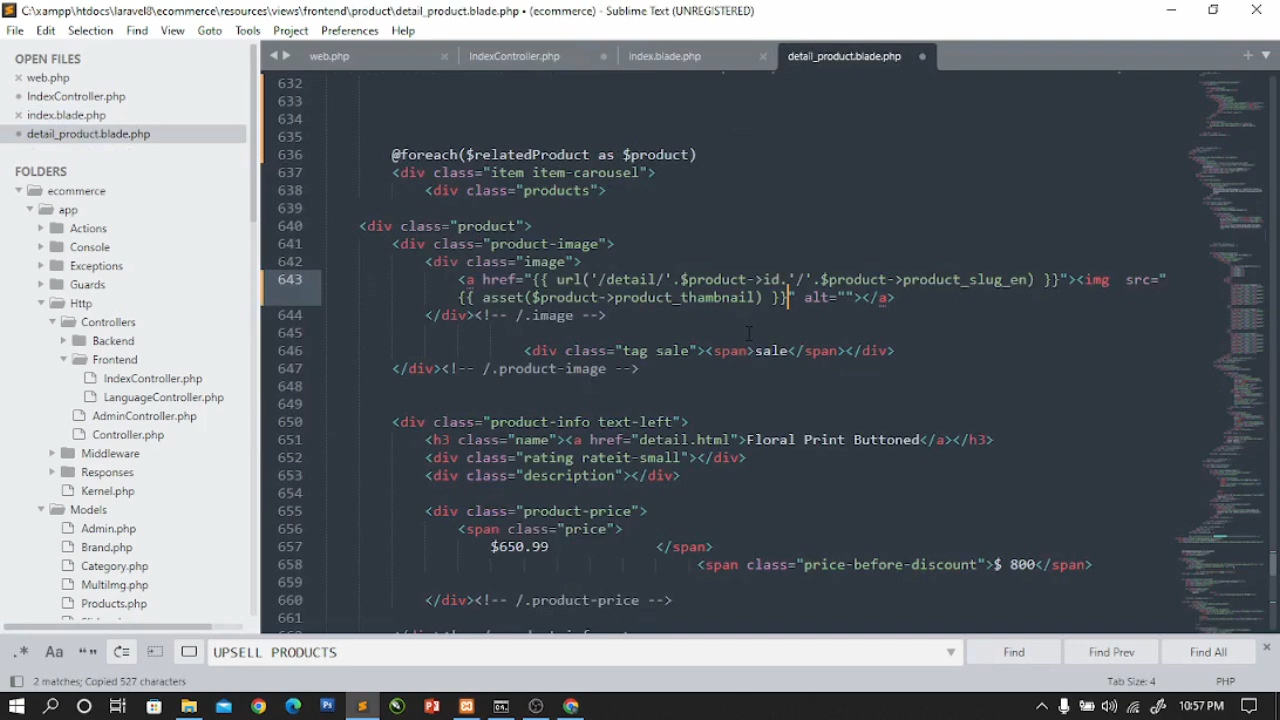 C:\xampp\htdocs\laravel8\ecommerce\resources\views\frontend\product\detail_product.blade.php • (ecommerce) - Sublime Text (UNREGISTERED)
File Edit Selection Find View Goto Tools Project Preferences Help
OPEN FILES
web.php
IndexController.php
index.blade.php
detail_product.blade.php
FOLDERS
ecommerce
app
Actions
Console
Exceptions
Guards
Http
Controllers
Backend
Frontend
IndexController.php
LanguageController.php
AdminController.php
Controller.php
Middleware
Responses
Kernel.php
Models
Admin.php
Brand.php
Category.php
MultiImg.php
Products.php
web.php IndexController.php index.blade.php detail_product.blade.php
632
633
634
635
636 @foreach($relatedProduct as $product)
637 <div class="item item-carousel">
638 <div class="products">
639
640 <div class="product">
641 <div class="product-image">
642 <div class="image">
643 <a href="{{ url('/detail/'.$product->id.'/'.$product->product_slug_en) }}"><img src="
{{ asset($product->product_thambnail) }}" alt=""></a>
644 </div><!-- /.image -->
645
646 <div class="tag sale"><span>sale</span></div>
647 </div><!-- /.product-image -->
648
649
650 <div class="product-info text-left">
651 <h3 class="name"><a href="detail.html">Floral Print Buttoned</a></h3>
652 <div class="rating rateit-small"></div>
653 <div class="description"></div>
654
655 <div class="product-price">
656 <span class="price">
657 $650.99 </span>
658 <span class="price-before-discount">$ 800</span>
659
660 </div><!-- /.product-price -->
661
.* Aa “” UPSELL PRODUCTS Find Find Prev Find All
2 matches; Copied 527 characters Tab Size: 4 PHP
10:57 PM